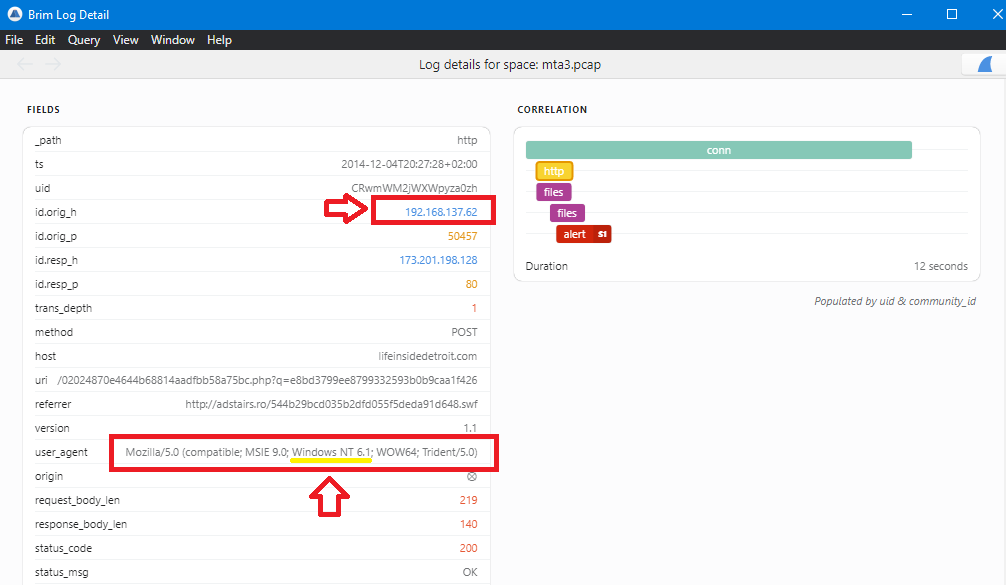 Brim Log Detail
File Edit Query View Window Help
Log details for space: mta3.pcap
FIELDS
_path http
ts 2014-12-04T20:27:28+02:00
uid CRwmWM2jWXWpyza0zh
id.orig_h 192.168.137.62
id.orig_p 50457
id.resp_h 173.201.198.128
id.resp_p 80
trans_depth 1
method POST
host lifeinsidedetroit.com
uri /02024870e4644b68814aadfbb58a75bc.php?q=e8bd3799ee8799332593b0b9caa1f426
referrer http://adstairs.ro/544b29bcd035b2dfd055f5deda91d648.swf
version 1.1
user_agent Mozilla/5.0 (compatible; MSIE 9.0; Windows NT 6.1; WOW64; Trident/5.0)
origin
request_body_len 219
response_body_len 140
status_code 200
status_msg OK
CORRELATION
conn
http
files
files
alert S1
Duration 12 seconds
Populated by uid & community_id